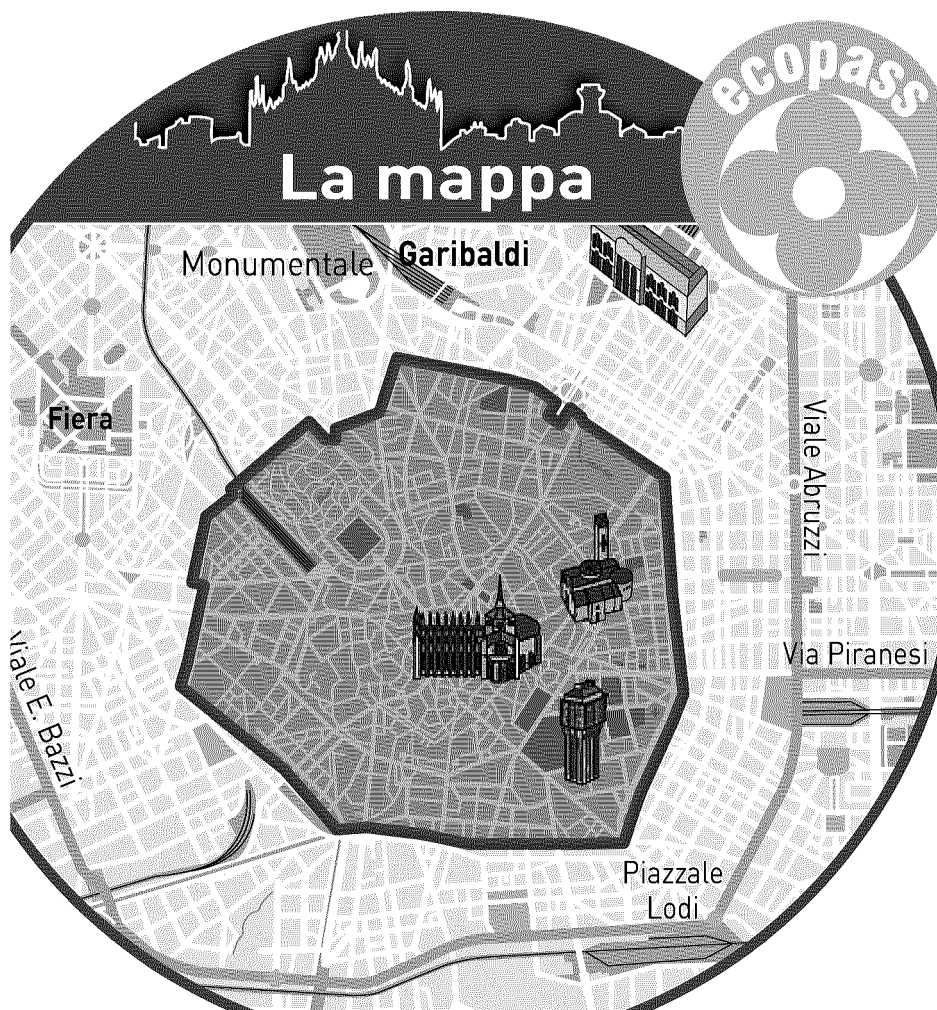 ecopass
La mappa
Monumentale
Garibaldi
Fiera
Viale Abruzzi
Via Piranesi
Viale E. Bazzi
Piazzale
Lodi